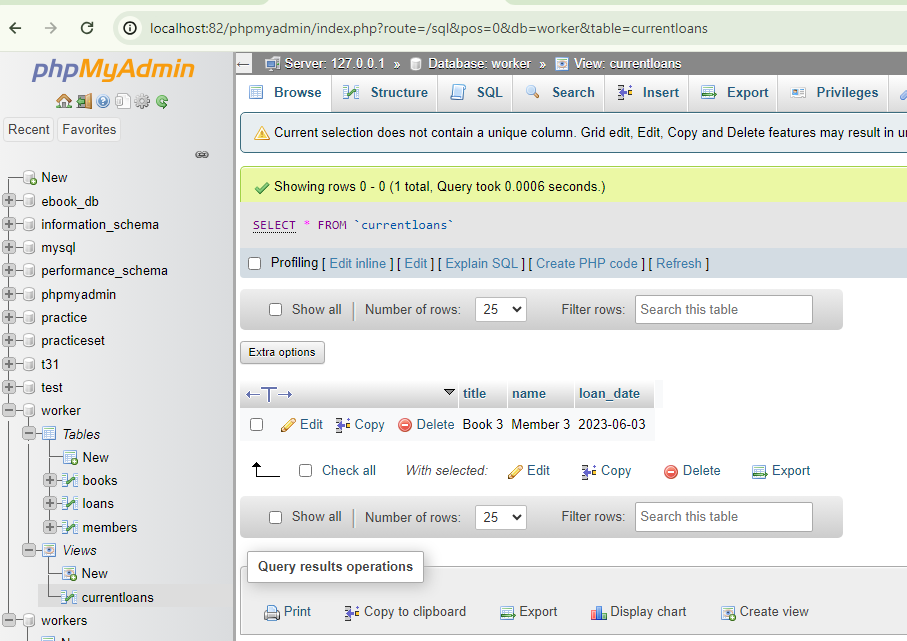 localhost:82/phpmyadmin/index.php?route=/sql&pos=0&db=worker&table=currentloans
phpMyAdmin
Recent Favorites
New
ebook_db
information_schema
mysql
performance_schema
phpmyadmin
practice
practiceset
t31
test
worker
Tables
New
books
loans
members
Views
New
currentloans
workers
Server: 127.0.0.1 » Database: worker » View: currentloans
Browse Structure SQL Search Insert Export Privileges
Current selection does not contain a unique column. Grid edit, Edit, Copy and Delete features may result in
Showing rows 0 - 0 (1 total, Query took 0.0006 seconds.)
SELECT * FROM `currentloans`
Profiling [ Edit inline ] [ Edit ] [ Explain SQL ] [ Create PHP code ] [ Refresh ]
Show all | Number of rows: 25 Filter rows: Search this table
Extra options
←T→ title name loan_date
Edit Copy Delete Book 3 Member 3 2023-06-03
Check all With selected: Edit Copy Delete Export
Show all | Number of rows: 25 Filter rows: Search this table
Query results operations
Print Copy to clipboard Export Display chart Create view